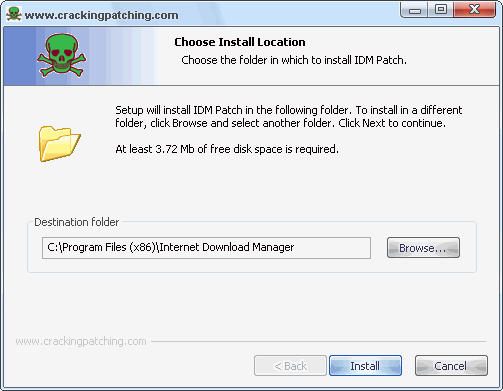 www.crackingpatching.com
Choose Install Location
Choose the folder in which to install IDM Patch.
Setup will install IDM Patch in the following folder. To install in a different
folder, click Browse and select another folder. Click Next to continue.
At least 3.72 Mb of free disk space is required.
Destination folder
C:\Program Files (x86)\Internet Download Manager
Browse...
www.crackingpatching.com
< Back
Install
Cancel